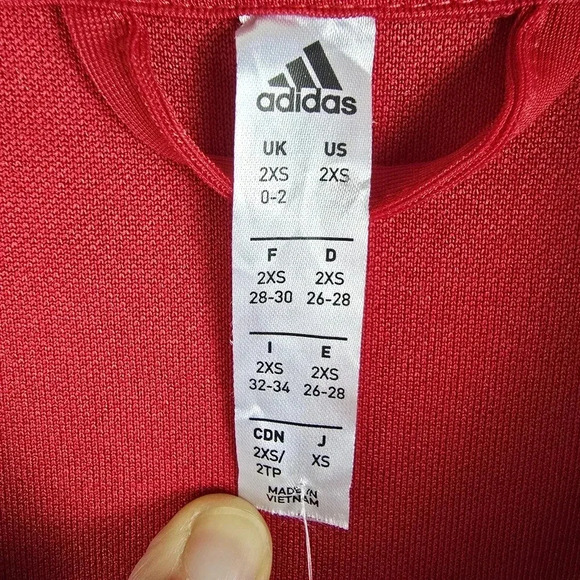 adidas
UK US
2XS 2XS
0-2
F D
2XS 2XS
28-30 26-28
I E
2XS 2XS
32-34 26-28
CDN J
2XS/ XS
2TP
MADE IN
VIETNAM